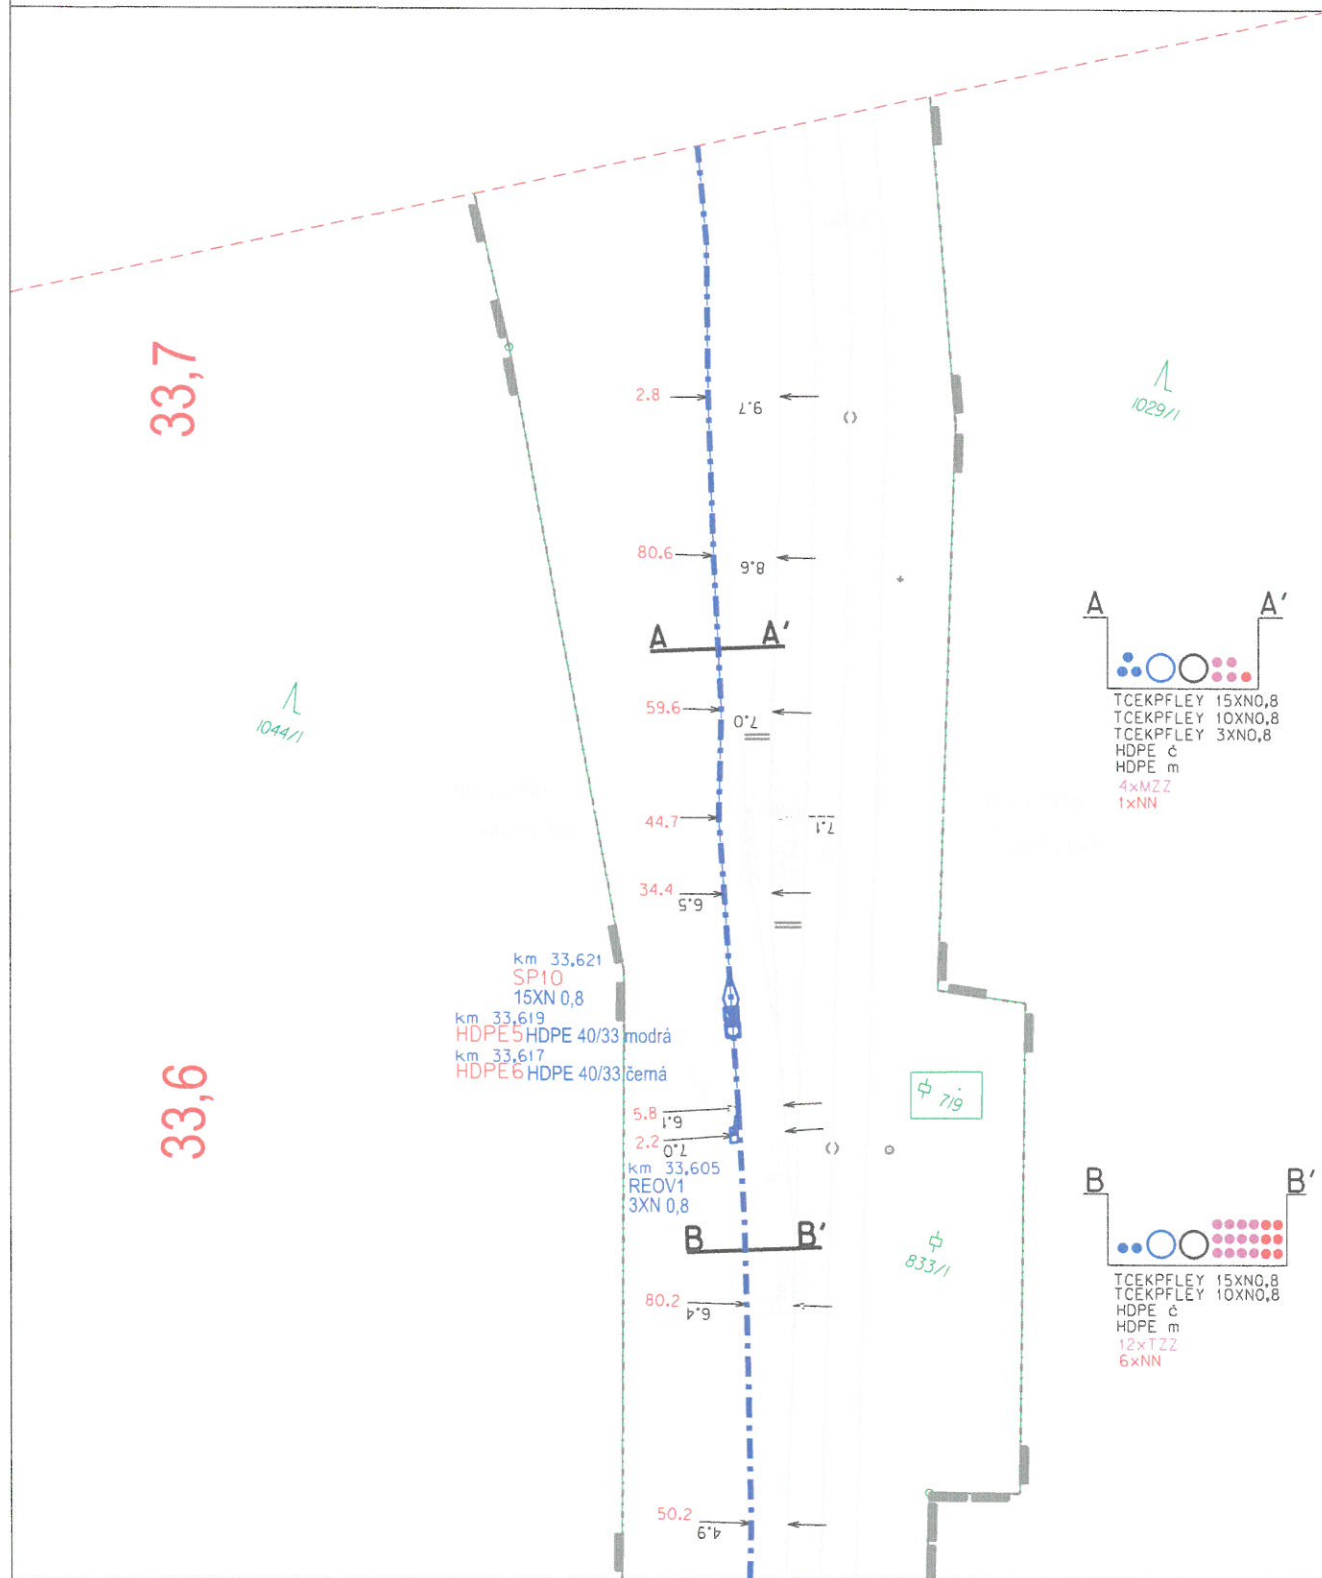 33,7
2.8
9.7
1029/1
80.6
8.6
A A'
A A'
59.6
7.0
1044/1
TCEKPFLEY 15XN0,8
TCEKPFLEY 10XN0,8
TCEKPFLEY 3XN0,8
HDPE č
HDPE m
4xMZZ
1xNN
44.7
7.1
34.4
6.5
km 33,621
SP10
15XN 0,8
km 33,619
HDPE5 HDPE 40/33 modrá
km 33,617
HDPE6 HDPE 40/33 černá
33,6
719
5.8
6.1
2.2
7.0
km 33,605
REOV1
3XN 0,8
B B'
B B'
833/1
80.2
6.4
TCEKPFLEY 15XN0,8
TCEKPFLEY 10XN0,8
HDPE č
HDPE m
12xTZZ
6xNN
50.2
4.9